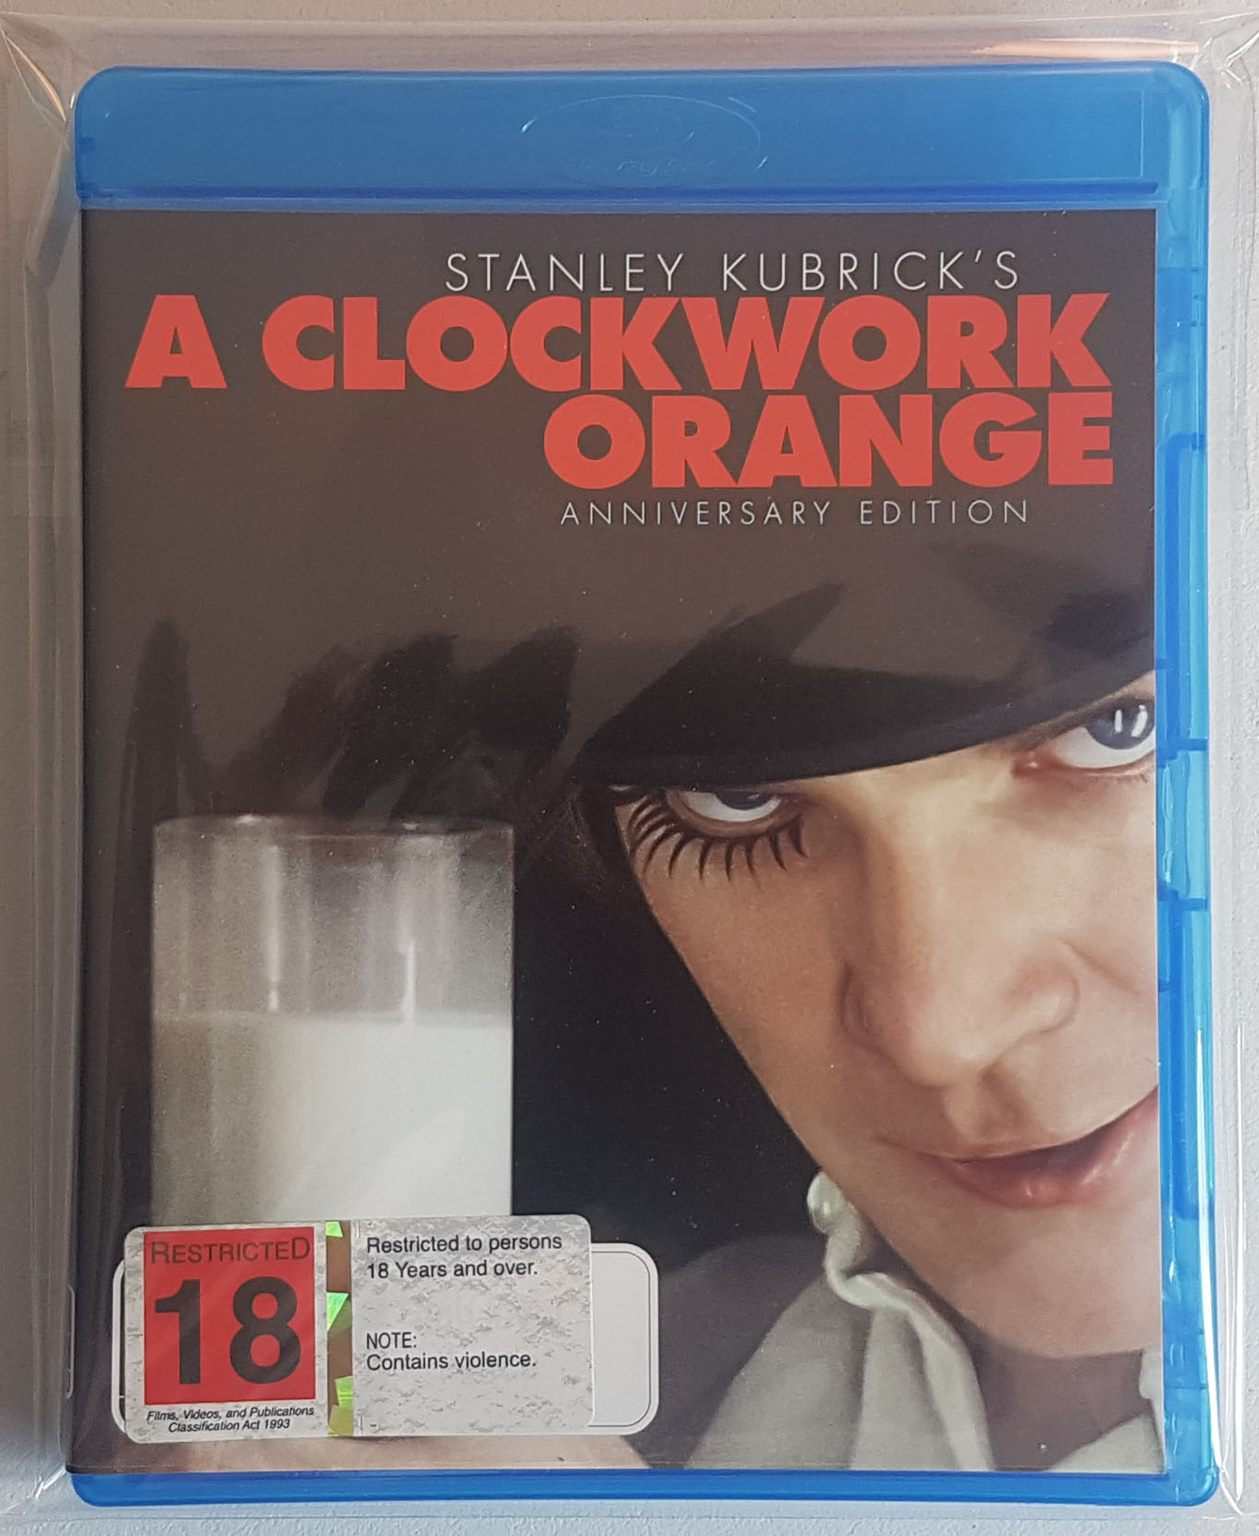 STANLEY KUBRICK'S
A CLOCKWORK
ORANGE
ANNIVERSARY EDITION
RESTRICTED
18
Films, Videos, and Publications
Classification Act 1993
Restricted to persons
18 Years and over.
NOTE:
Contains violence.